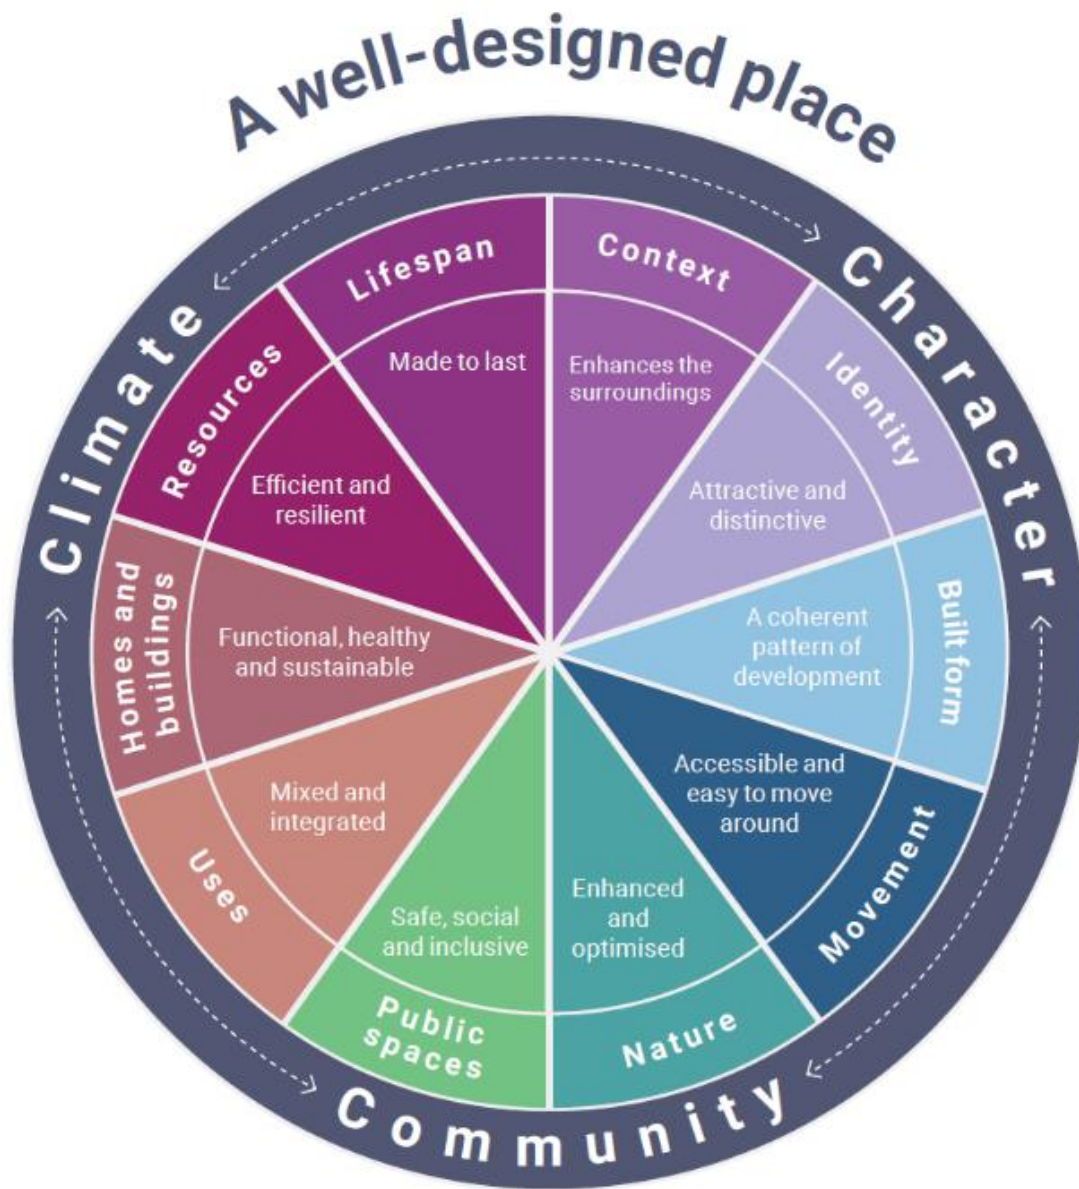 A well-designed place
Climate
Character
Community
Context
Enhances the
surroundings
Identity
Attractive and
distinctive
Built form
A coherent
pattern of
development
Movement
Accessible and
easy to move
around
Nature
Enhanced
and
optimised
Public
spaces
Safe, social
and inclusive
Uses
Mixed and
integrated
Homes and
buildings
Functional, healthy
and sustainable
Resources
Efficient and
resilient
Lifespan
Made to last